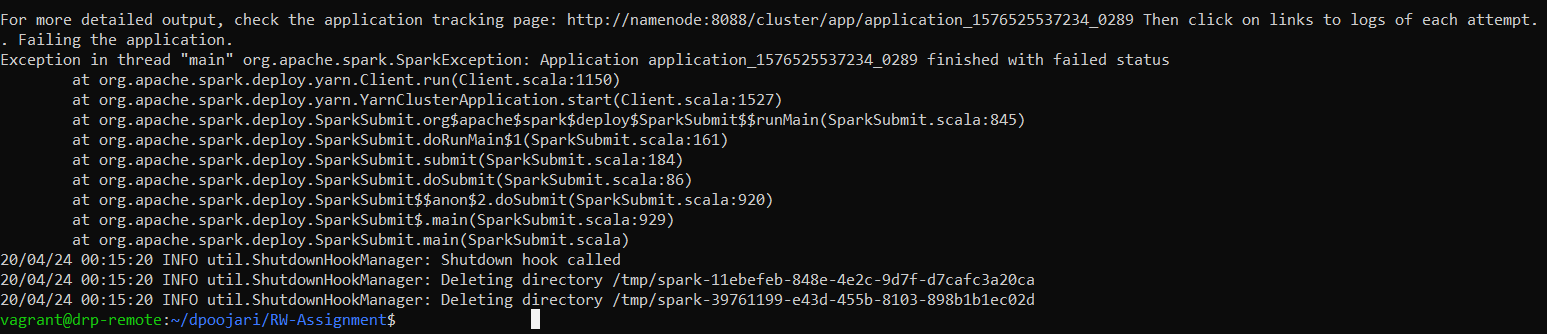 For more detailed output, check the application tracking page: http://namenode:8088/cluster/app/application_1576525537234_0289 Then click on links to logs of each attempt.
. Failing the application.
Exception in thread "main" org.apache.spark.SparkException: Application application_1576525537234_0289 finished with failed status
        at org.apache.spark.deploy.yarn.Client.run(Client.scala:1150)
        at org.apache.spark.deploy.yarn.YarnClusterApplication.start(Client.scala:1527)
        at org.apache.spark.deploy.SparkSubmit.org$apache$spark$deploy$SparkSubmit$$runMain(SparkSubmit.scala:845)
        at org.apache.spark.deploy.SparkSubmit.doRunMain$1(SparkSubmit.scala:161)
        at org.apache.spark.deploy.SparkSubmit.submit(SparkSubmit.scala:184)
        at org.apache.spark.deploy.SparkSubmit.doSubmit(SparkSubmit.scala:86)
        at org.apache.spark.deploy.SparkSubmit$$anon$2.doSubmit(SparkSubmit.scala:920)
        at org.apache.spark.deploy.SparkSubmit$.main(SparkSubmit.scala:929)
        at org.apache.spark.deploy.SparkSubmit.main(SparkSubmit.scala)
20/04/24 00:15:20 INFO util.ShutdownHookManager: Shutdown hook called
20/04/24 00:15:20 INFO util.ShutdownHookManager: Deleting directory /tmp/spark-11ebefeb-848e-4e2c-9d7f-d7cafc3a20ca
20/04/24 00:15:20 INFO util.ShutdownHookManager: Deleting directory /tmp/spark-39761199-e43d-455b-8103-898b1b1ec02d
vagrant@drp-remote:~/dpoojari/RW-Assignment$